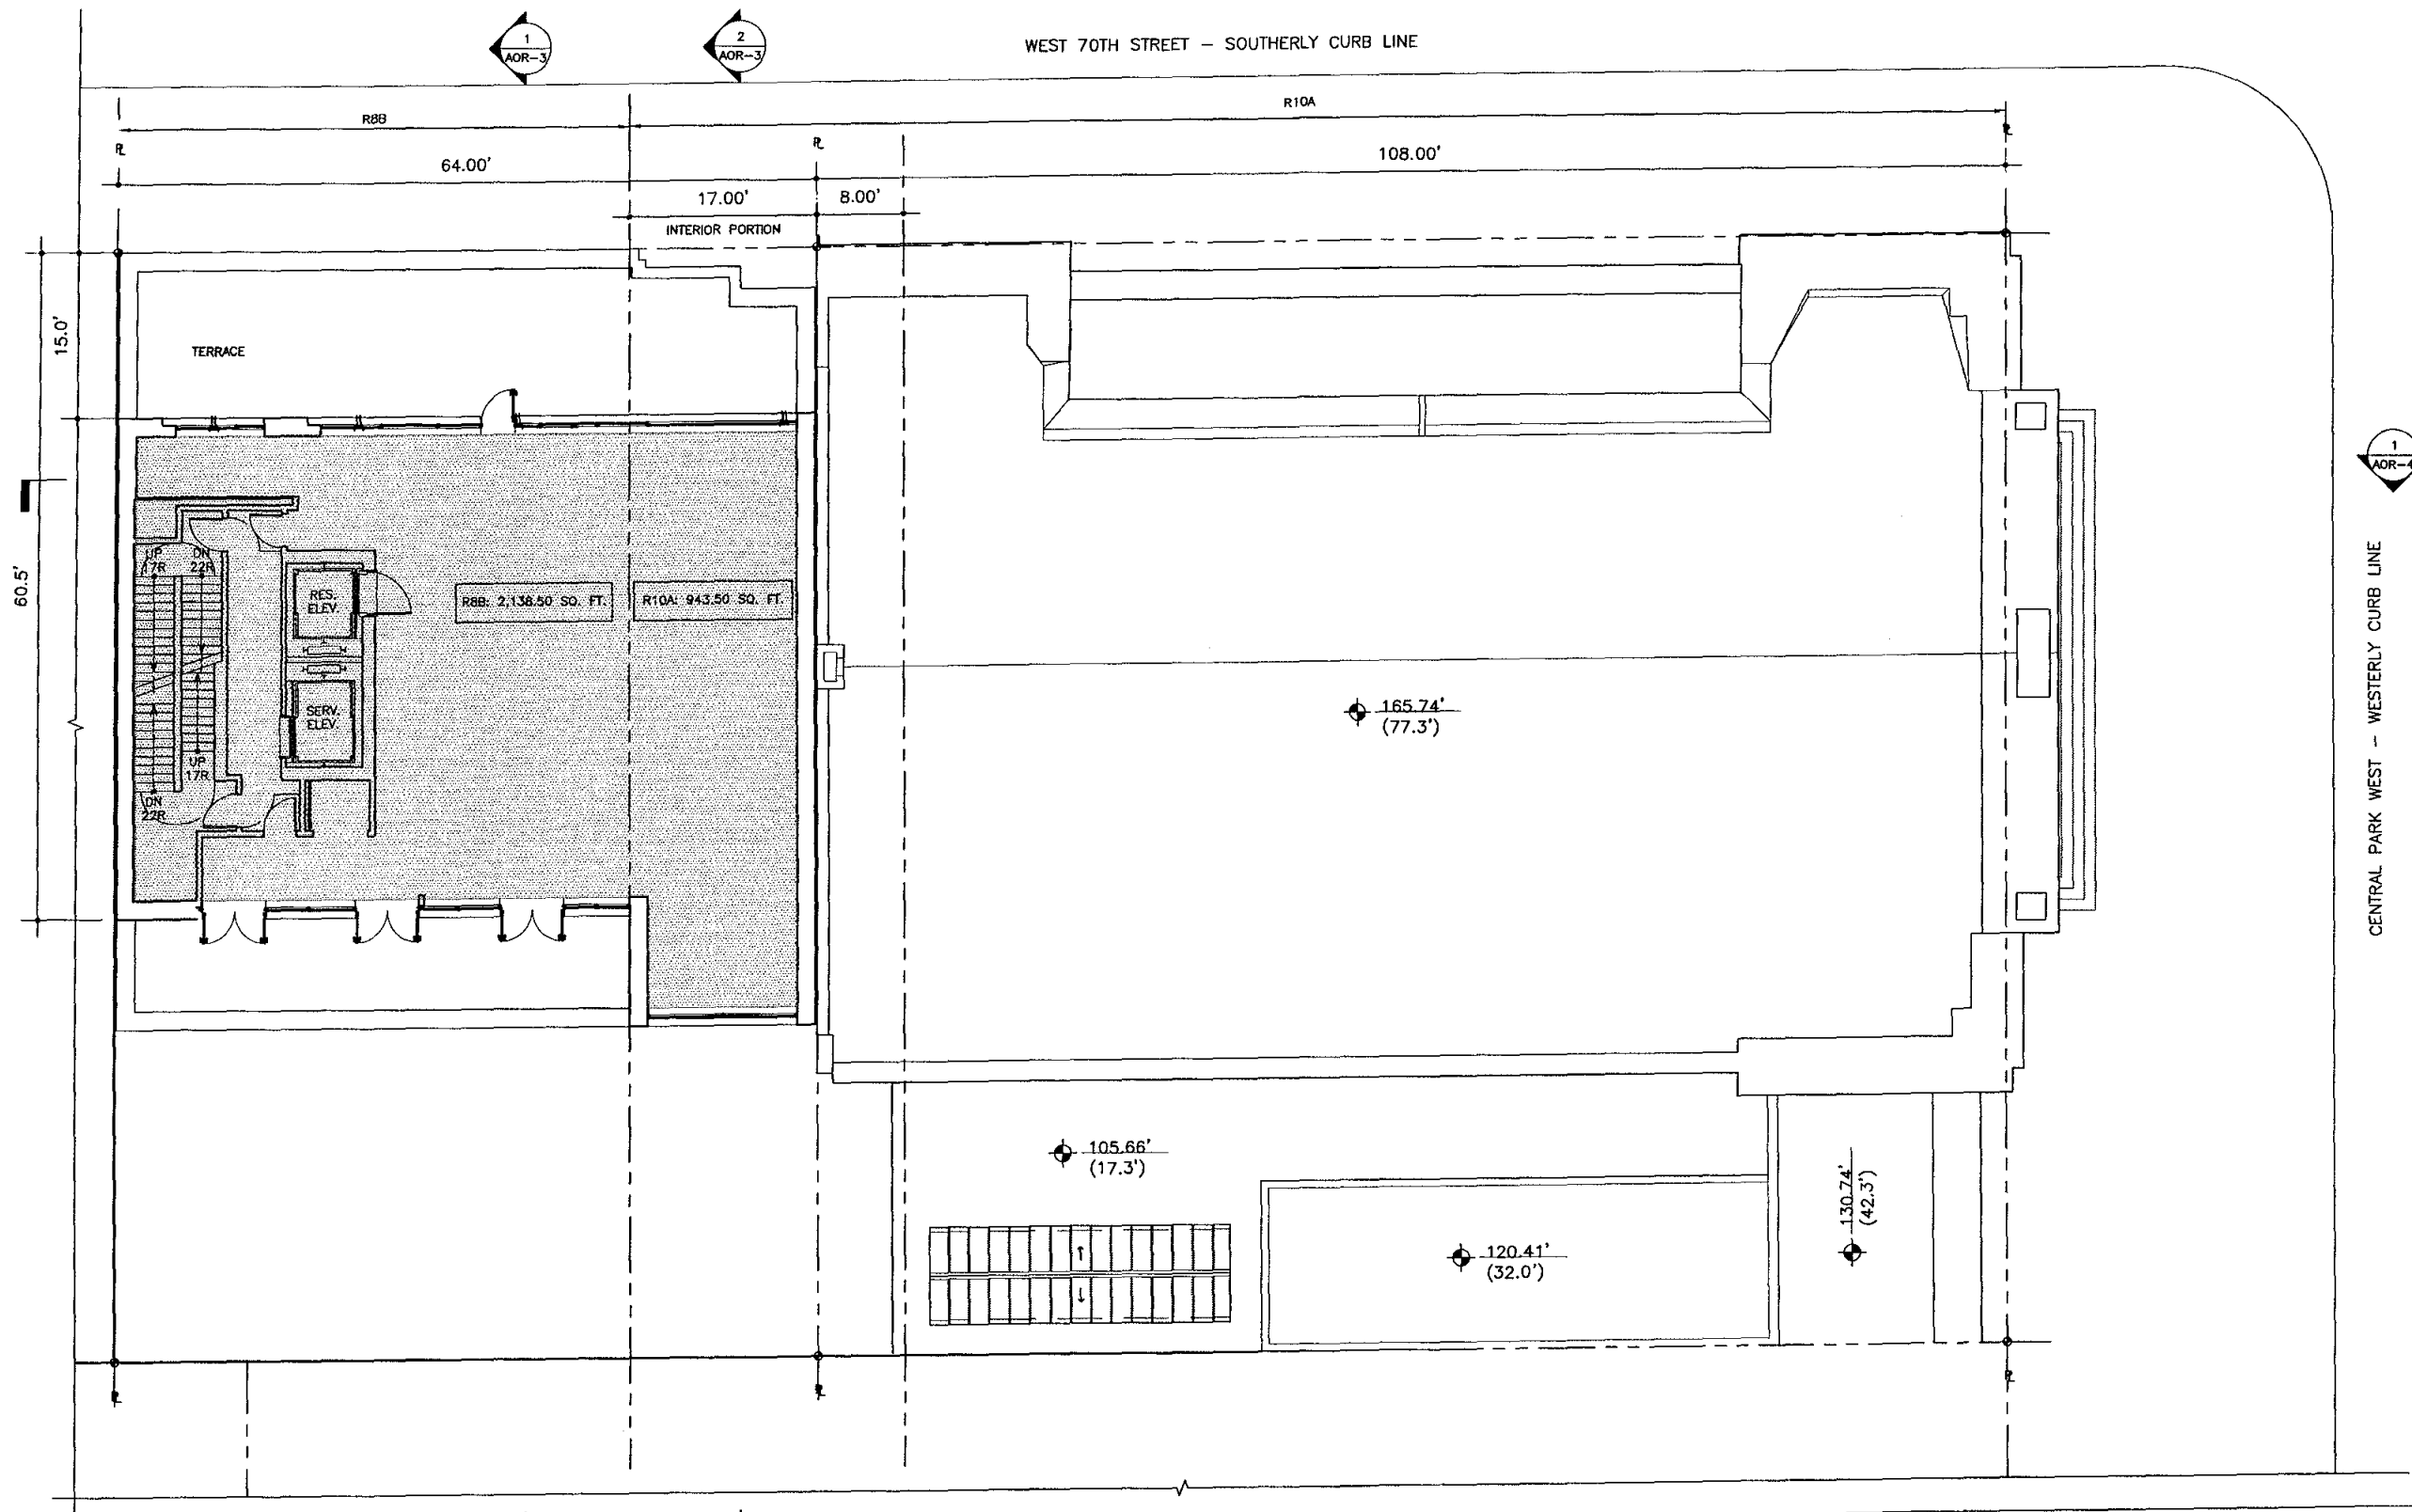 1
AOR-3
2
AOR-3
WEST 70TH STREET – SOUTHERLY CURB LINE
R8B
R10A
64.00'
108.00'
17.00'
8.00'
INTERIOR PORTION
15.0'
60.5'
TERRACE
UP
17R
DN
22R
RES.
ELEV.
R8B: 2,138.50 SQ. FT.
R10A: 943.50 SQ. FT.
SERV.
ELEV.
UP
17R
DN
22R
165.74'
(77.3')
1
AOR-4
CENTRAL PARK WEST – WESTERLY CURB LINE
105.66'
(17.3')
120.41'
(32.0')
130.74'
(42.3')